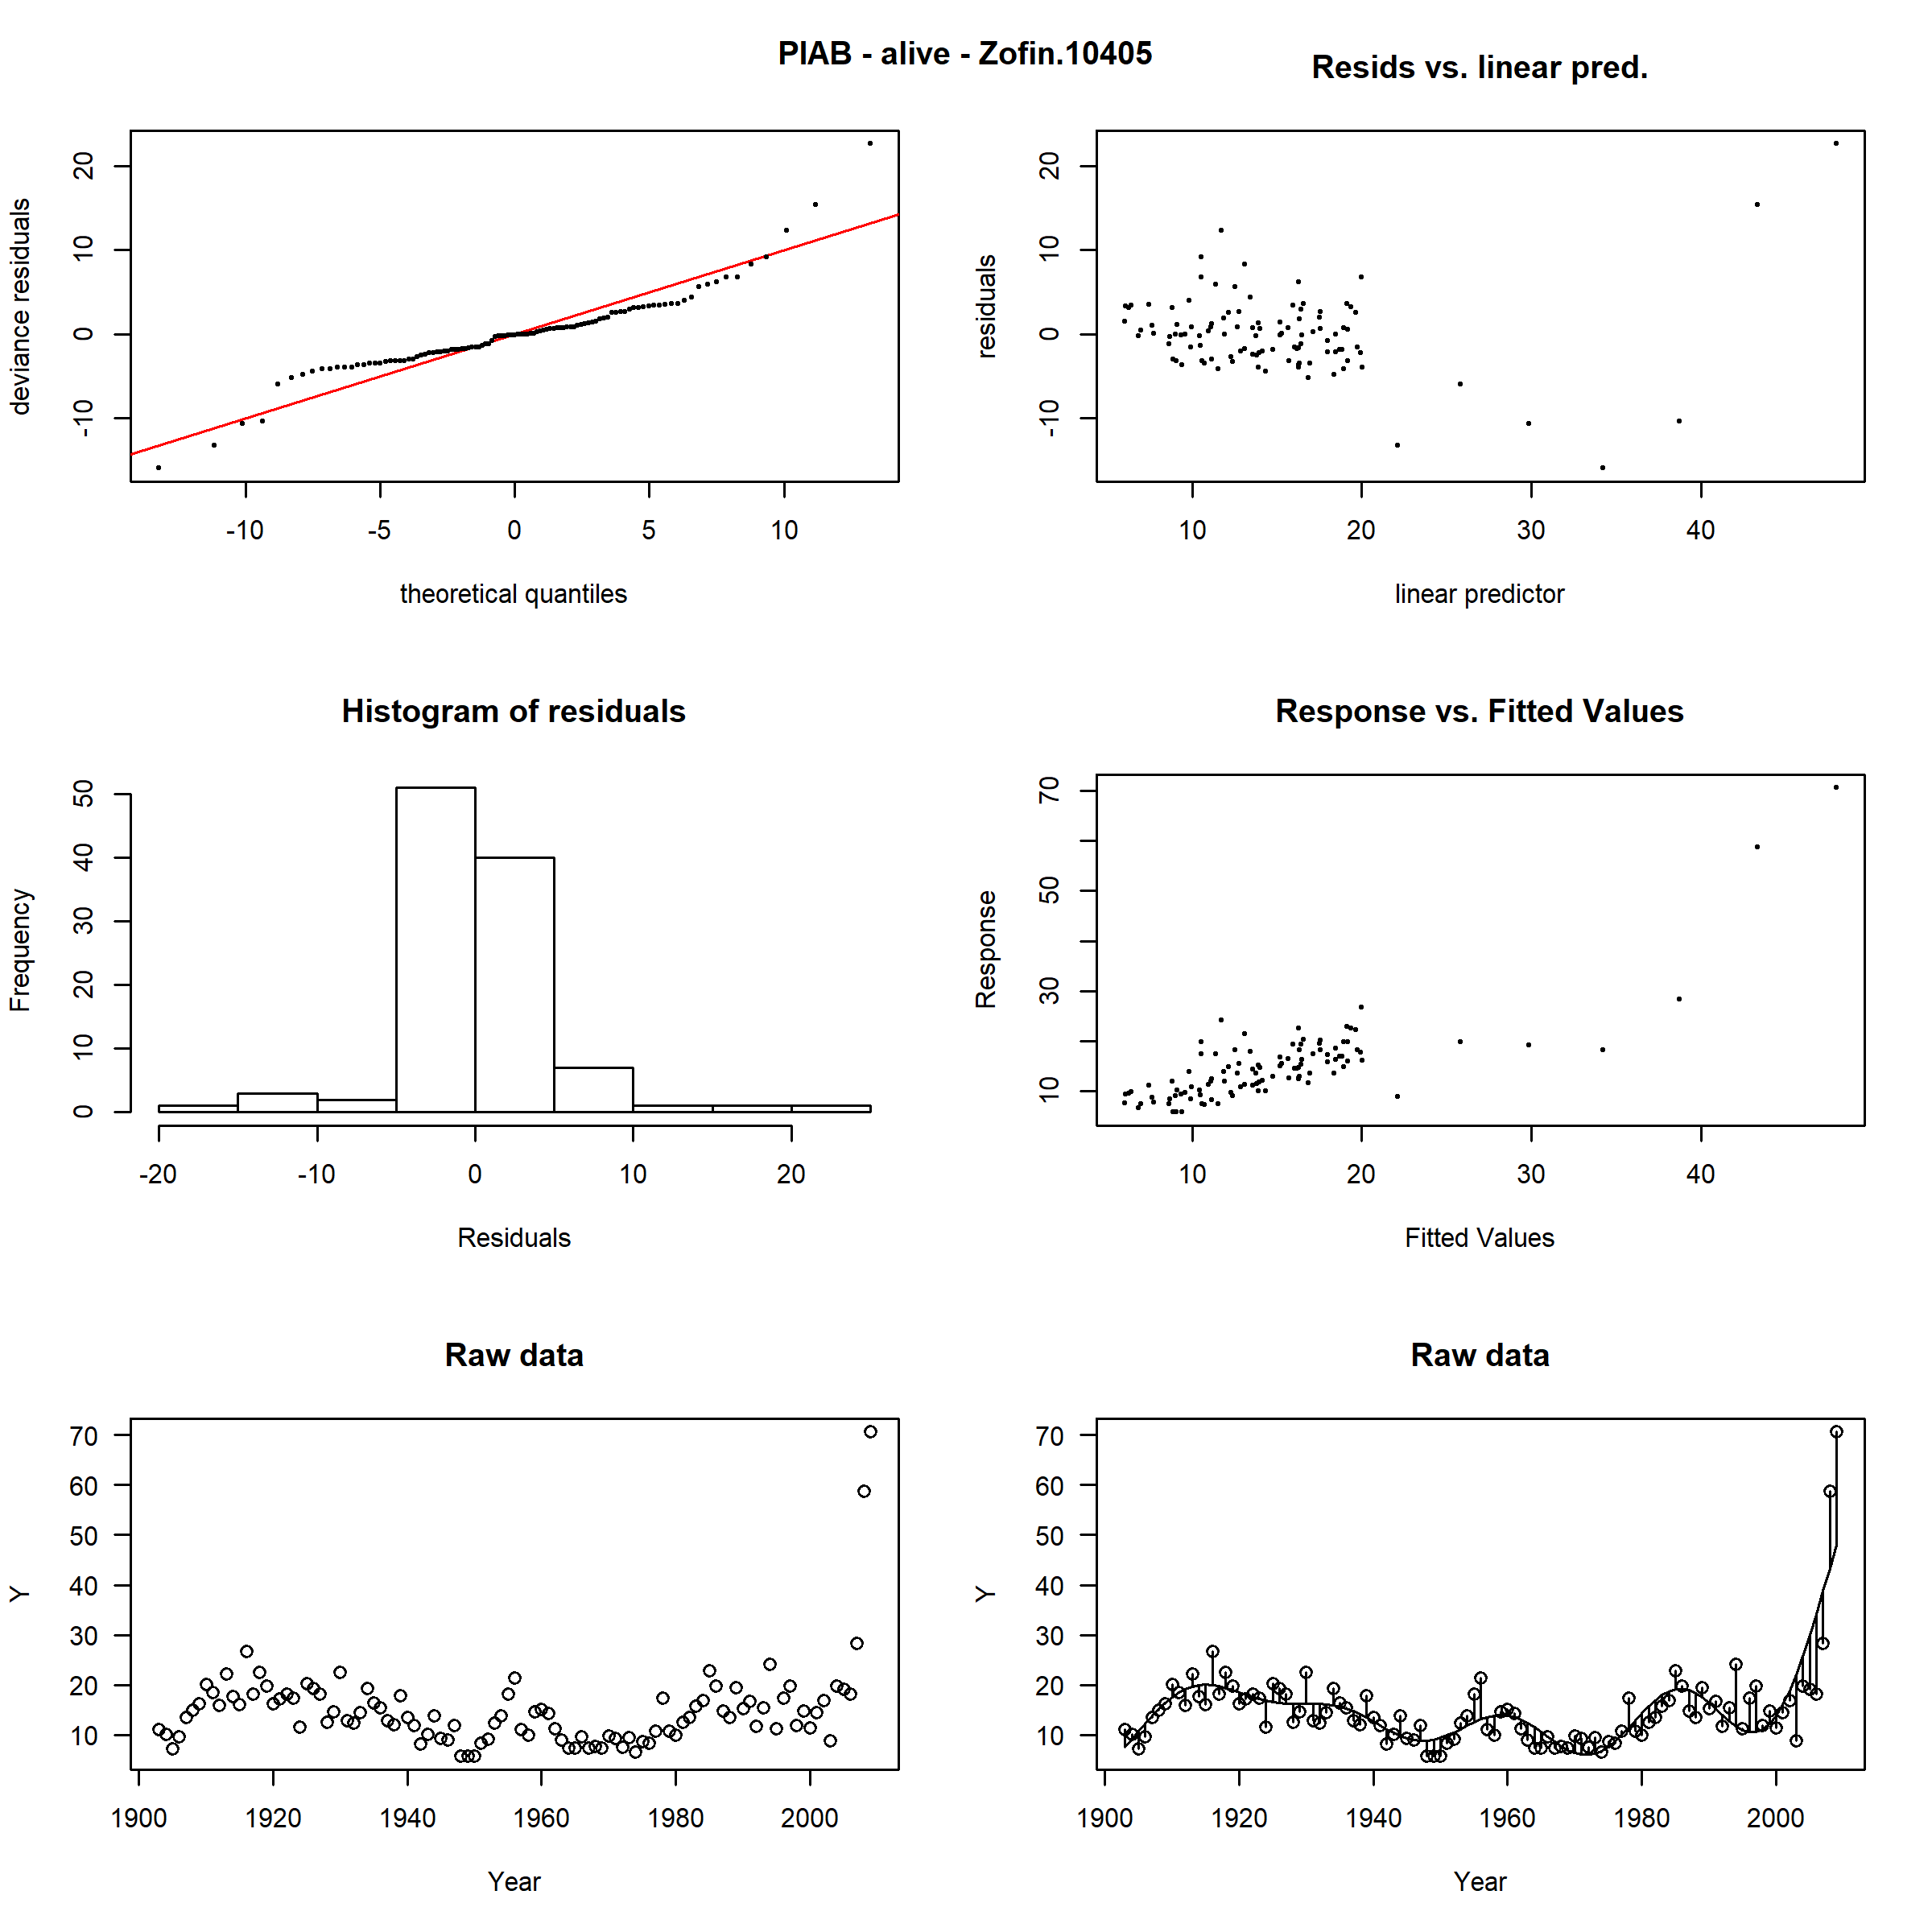 PIAB - alive - Zofin.10405
Resids vs. linear pred.
deviance residuals
20
10
0
-10
-10 -5 0 5 10
theoretical quantiles
residuals
20
10
0
-10
10 20 30 40
linear predictor
Histogram of residuals
Frequency
50
40
30
20
10
0
-20 -10 0 10 20
Residuals
Response vs. Fitted Values
Response
70
50
30
10
10 20 30 40
Fitted Values
Raw data
Y
70
60
50
40
30
20
10
1900 1920 1940 1960 1980 2000
Year
Raw data
Y
70
60
50
40
30
20
10
1900 1920 1940 1960 1980 2000
Year